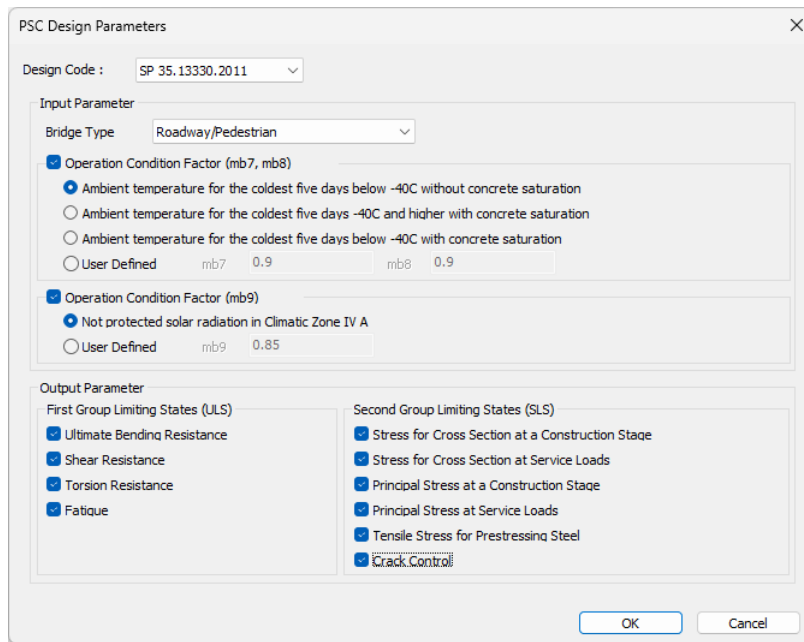 PSC Design Parameters
Design Code : SP 35.13330.2011
Input Parameter
Bridge Type Roadway/Pedestrian
Operation Condition Factor (mb7, mb8)
Ambient temperature for the coldest five days below -40C without concrete saturation
Ambient temperature for the coldest five days -40C and higher with concrete saturation
Ambient temperature for the coldest five days below -40C with concrete saturation
User Defined mb7 0.9 mb8 0.9
Operation Condition Factor (mb9)
Not protected solar radiation in Climatic Zone IV A
User Defined mb9 0.85
Output Parameter
First Group Limiting States (ULS)
Ultimate Bending Resistance
Shear Resistance
Torsion Resistance
Fatique
Second Group Limiting States (SLS)
Stress for Cross Section at a Construction Stage
Stress for Cross Section at Service Loads
Principal Stress at a Construction Stage
Principal Stress at Service Loads
Tensile Stress for Prestressing Steel
Crack Control
OK Cancel